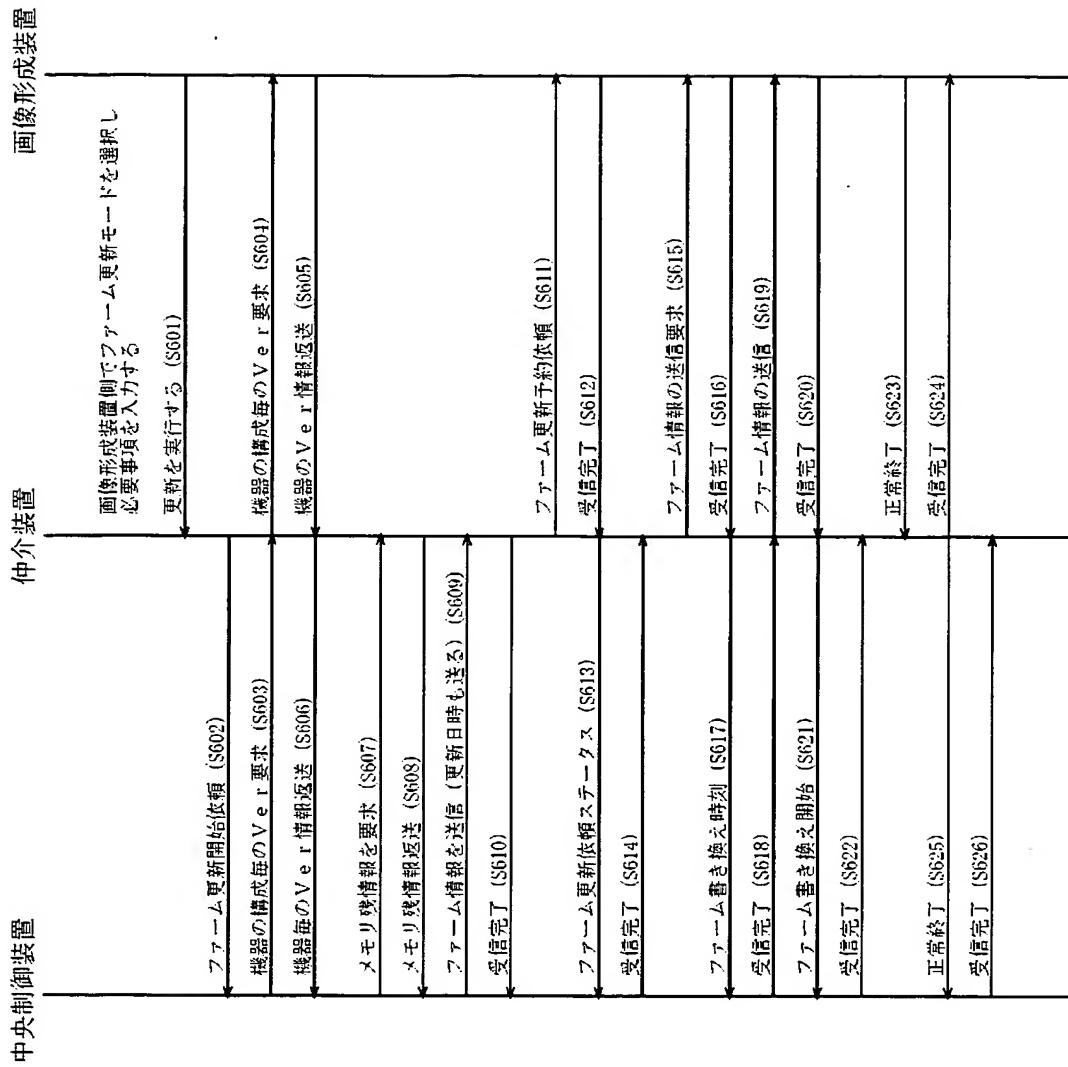 中央制御装置
仲介装置
画像形成装置
画像形成装置側でファーム更新モードを選択し
必要事項を入力する
更新を実行する (S601)
ファーム更新開始依頼 (S602)
機器の構成毎のVer要求 (S603)
機器の構成毎のVer要求 (S604)
機器のVer情報返送 (S605)
機器毎のVer情報返送 (S606)
メモリ残情報を要求 (S607)
メモリ残情報返送 (S608)
ファーム情報を送信 (更新日時も送る) (S609)
受信完了 (S610)
ファーム更新予約依頼 (S611)
受信完了 (S612)
ファーム更新依頼ステータス (S613)
受信完了 (S614)
ファーム情報の送信要求 (S615)
受信完了 (S616)
ファーム書き換え時刻 (S617)
受信完了 (S618)
ファーム情報の送信 (S619)
受信完了 (S620)
ファーム書き換え開始 (S621)
受信完了 (S622)
正常終了 (S623)
受信完了 (S624)
正常終了 (S625)
受信完了 (S626)